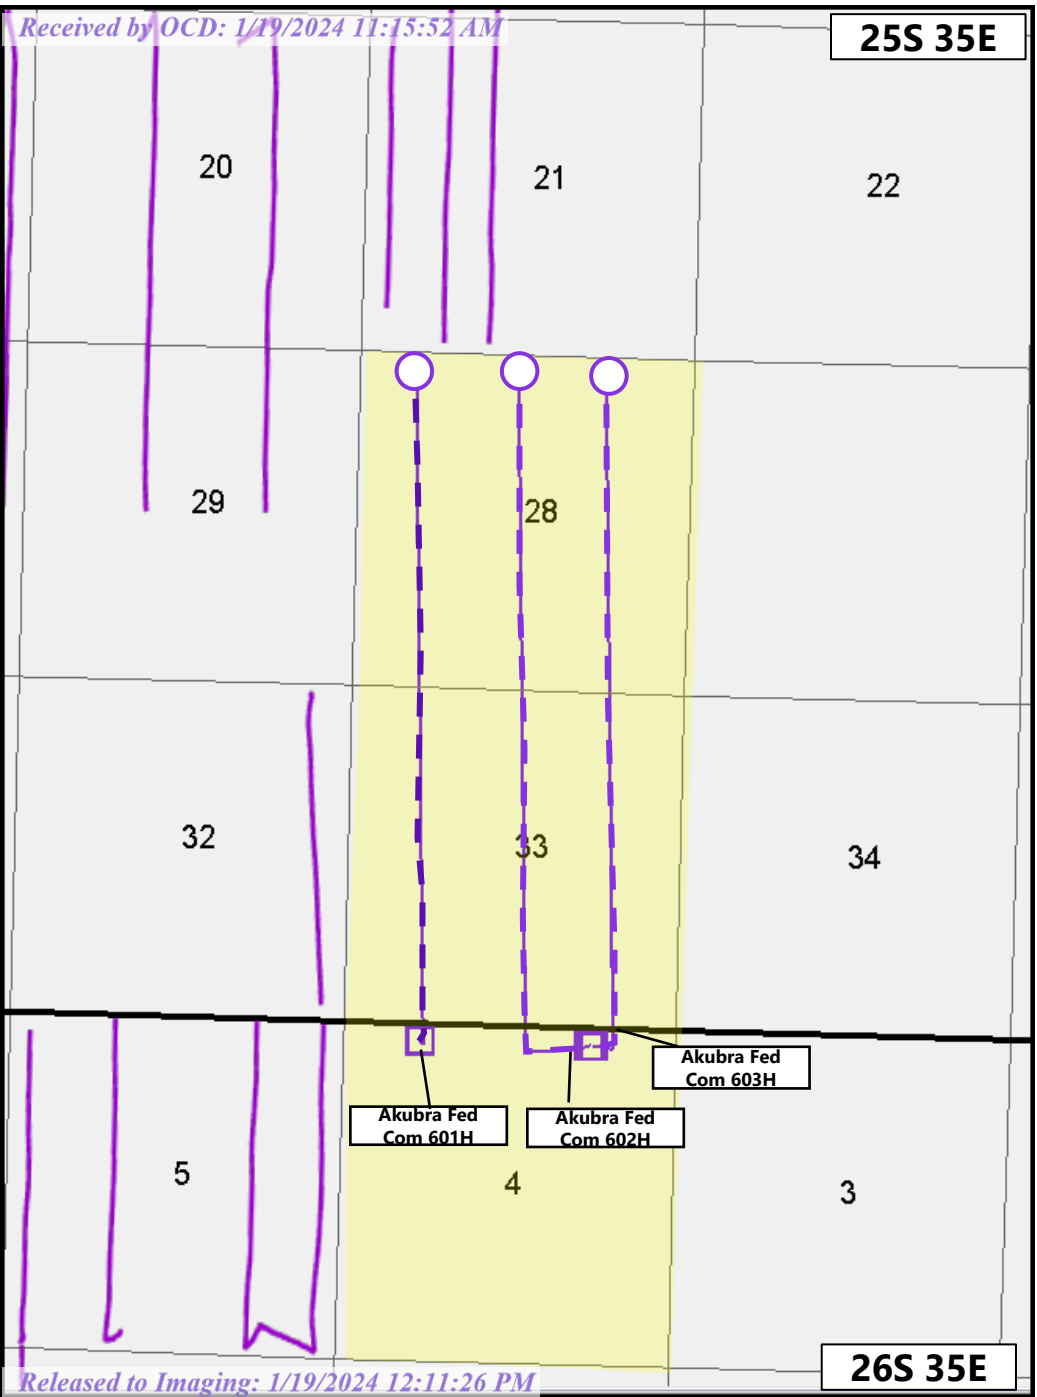 Received by OCD: 1/19/2024 11:15:52 AM
25S 35E
20
21
22
29
28
32
33
34
Akubra Fed
Com 603H
Akubra Fed
Com 601H
Akubra Fed
Com 602H
5
4
3
26S 35E
Released to Imaging: 1/19/2024 12:11:26 PM